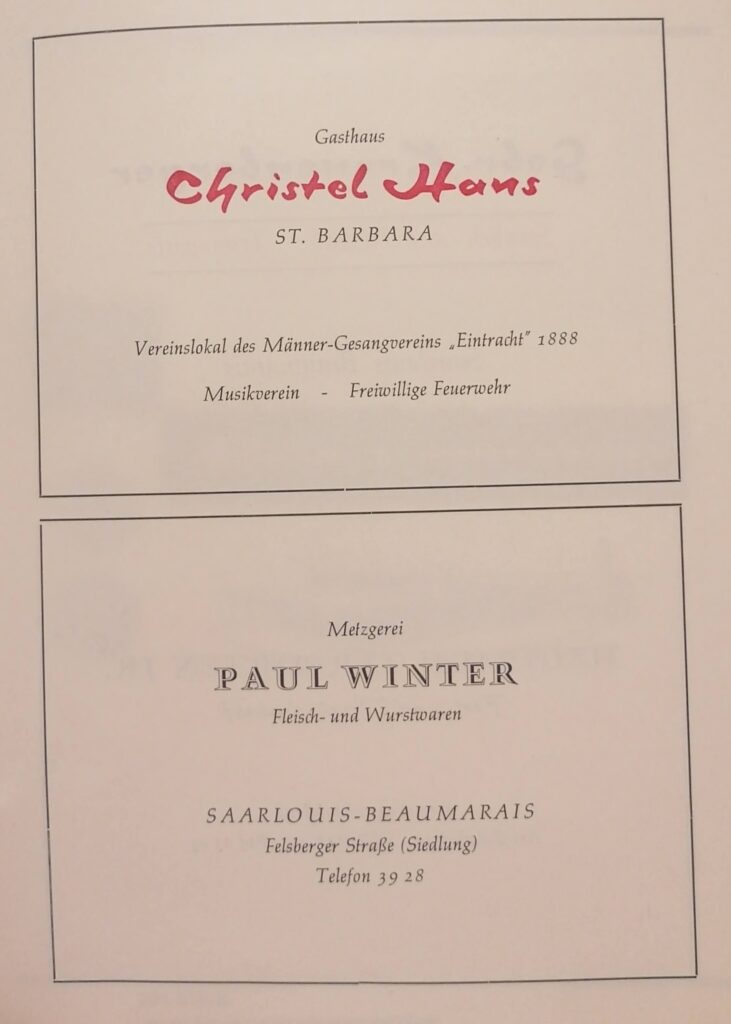 Gasthaus
Christel Hans
ST. BARBARA
Vereinslokal des Männer-Gesangvereins „Eintracht" 1888
Musikverein - Freiwillige Feuerwehr
Metzgerei
PAUL WINTER
Fleisch- und Wurstwaren
SAARLOUIS-BEAUMARAIS
Felsberger Straße (Siedlung)
Telefon 39 28